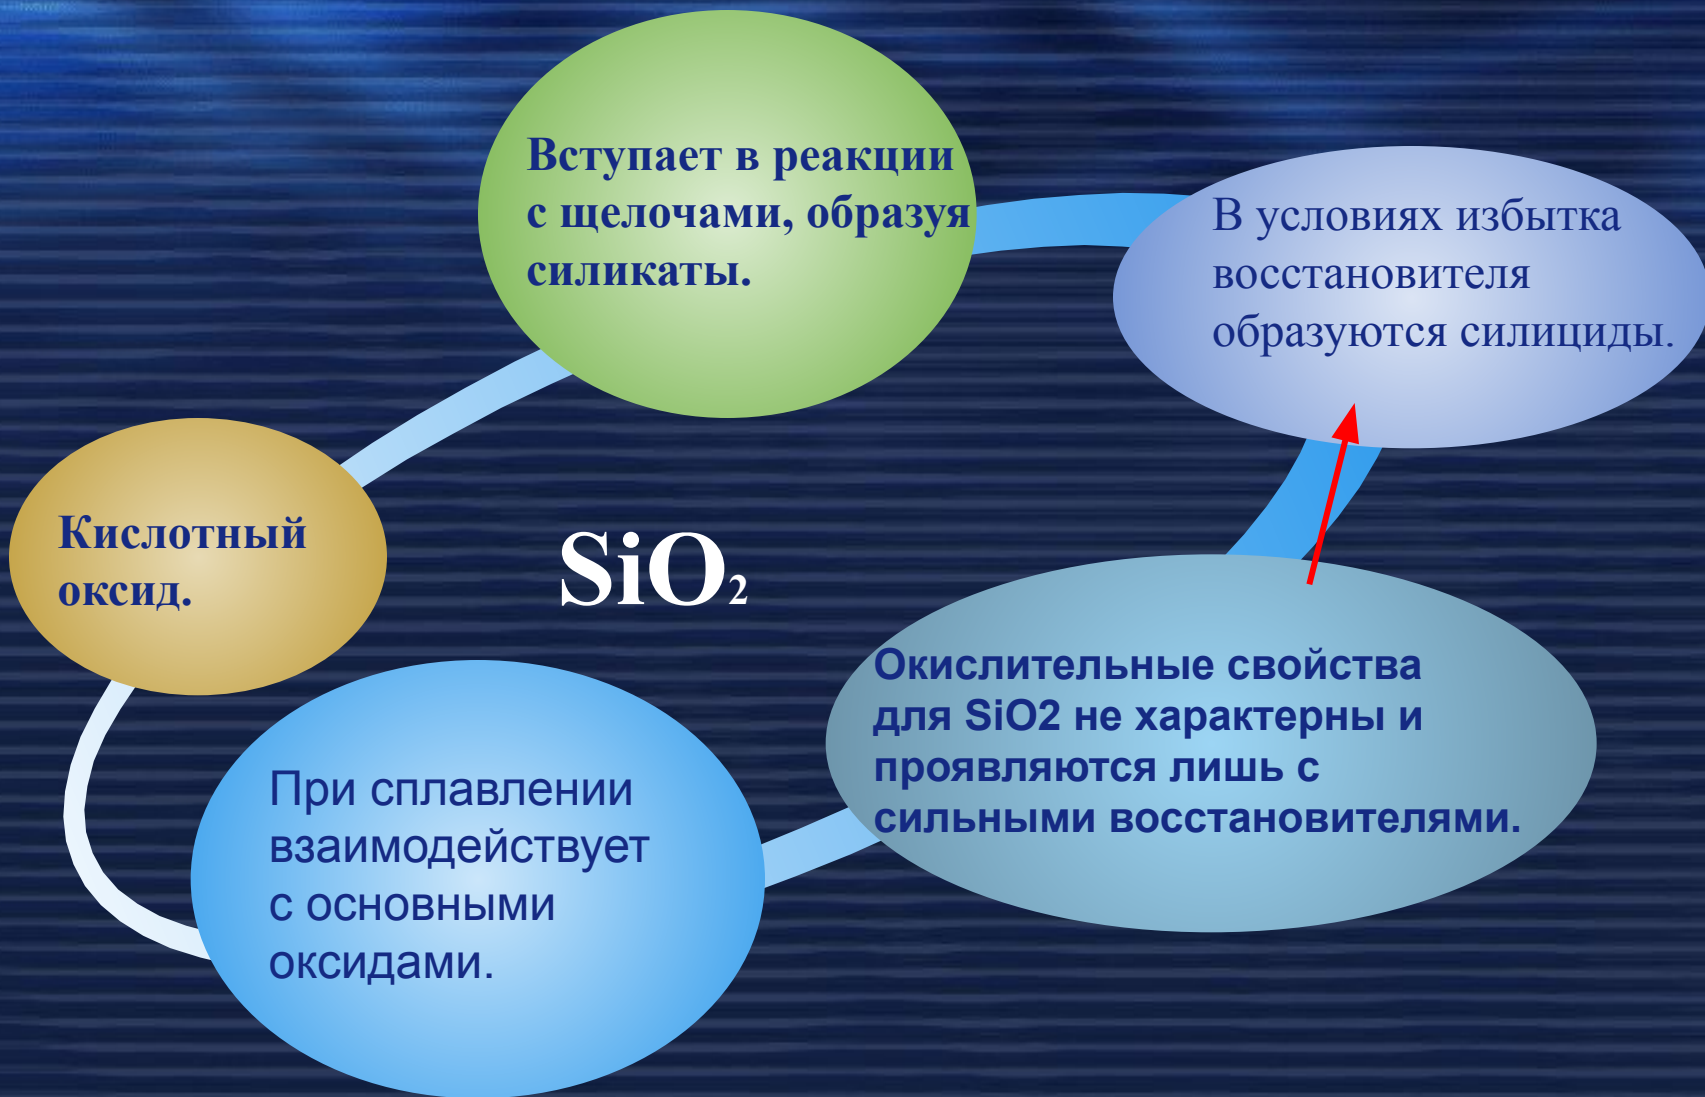 Вступает в реакции
с щелочами, образуя
силикаты.
В условиях избытка
восстановителя
образуются силициды.
Кислотный
оксид.
SiO₂
Окислительные свойства
для SiO2 не характерны и
проявляются лишь с
сильными восстановителями.
При сплавлении
взаимодействует
с основными
оксидами.